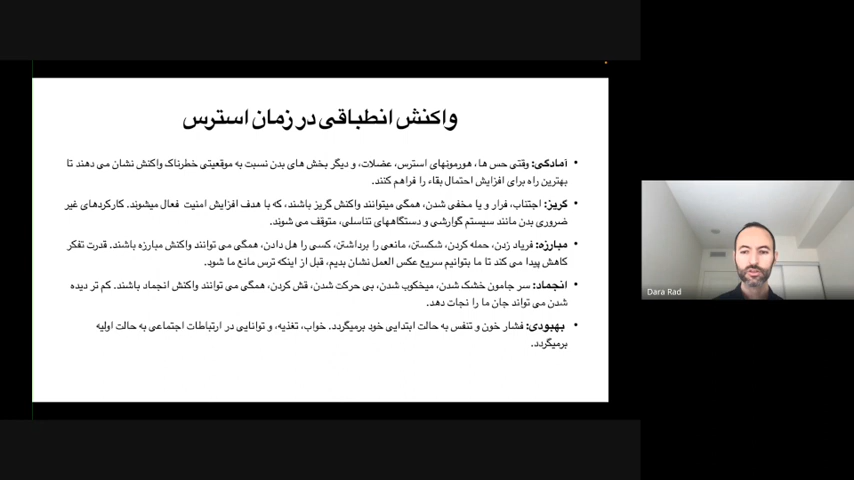 واکنش انطباقی در زمان استرس
• آمادگی: وقتی حس ها، هورمونهای استرس، عضلات، و دیگر بخش های بدن نسبت به موقعیتی خطرناک واکنش نشان می دهند تا
بهترین راه برای افزایش احتمال بقاء را فراهم کنند.
• گریز: اجتناب، فرار و یا مخفی شدن، همگی میتوانند واکنش گریز باشند، که با هدف افزایش امنیت فعال میشوند. کارکردهای غیر
ضروری بدن مانند سیستم گوارشی و دستگاههای تناسلی، متوقف می شوند.
• مبارزه: فریاد زدن، حمله کردن، شکستن، مانعی را برداشتن، کسی را هل دادن، همگی می توانند واکنش مبارزه باشند. قدرت تفکر
کاهش پیدا می کند تا ما بتوانیم سریع عکس العمل نشان بدیم، قبل از اینکه ترس مانع ما شود.
• انجماد: سر جامون خشک شدن، میخکوب شدن، بی حرکت شدن، قش کردن، همگی می توانند واکنش انجماد باشند. کم تر دیده
شدن می تواند جان ما را نجات دهد.
• بهبودی: فشار خون و تنفس به حالت ابتدایی خود برمیگردد. خواب، تغذیه، و توانایی در ارتباطات اجتماعی به حالت اولیه
برمیگردد.
Dara Rad